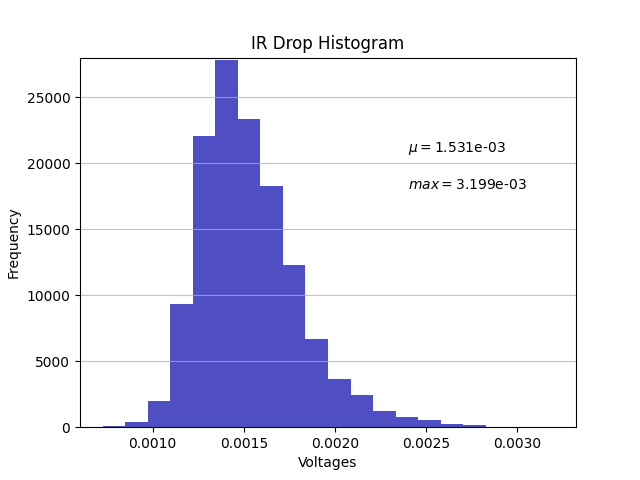 IR Drop Histogram
25000
20000
15000
10000
5000
0
Frequency
μ = 1.531e-03
max = 3.199e-03
0.0010 0.0015 0.0020 0.0025 0.0030
Voltages